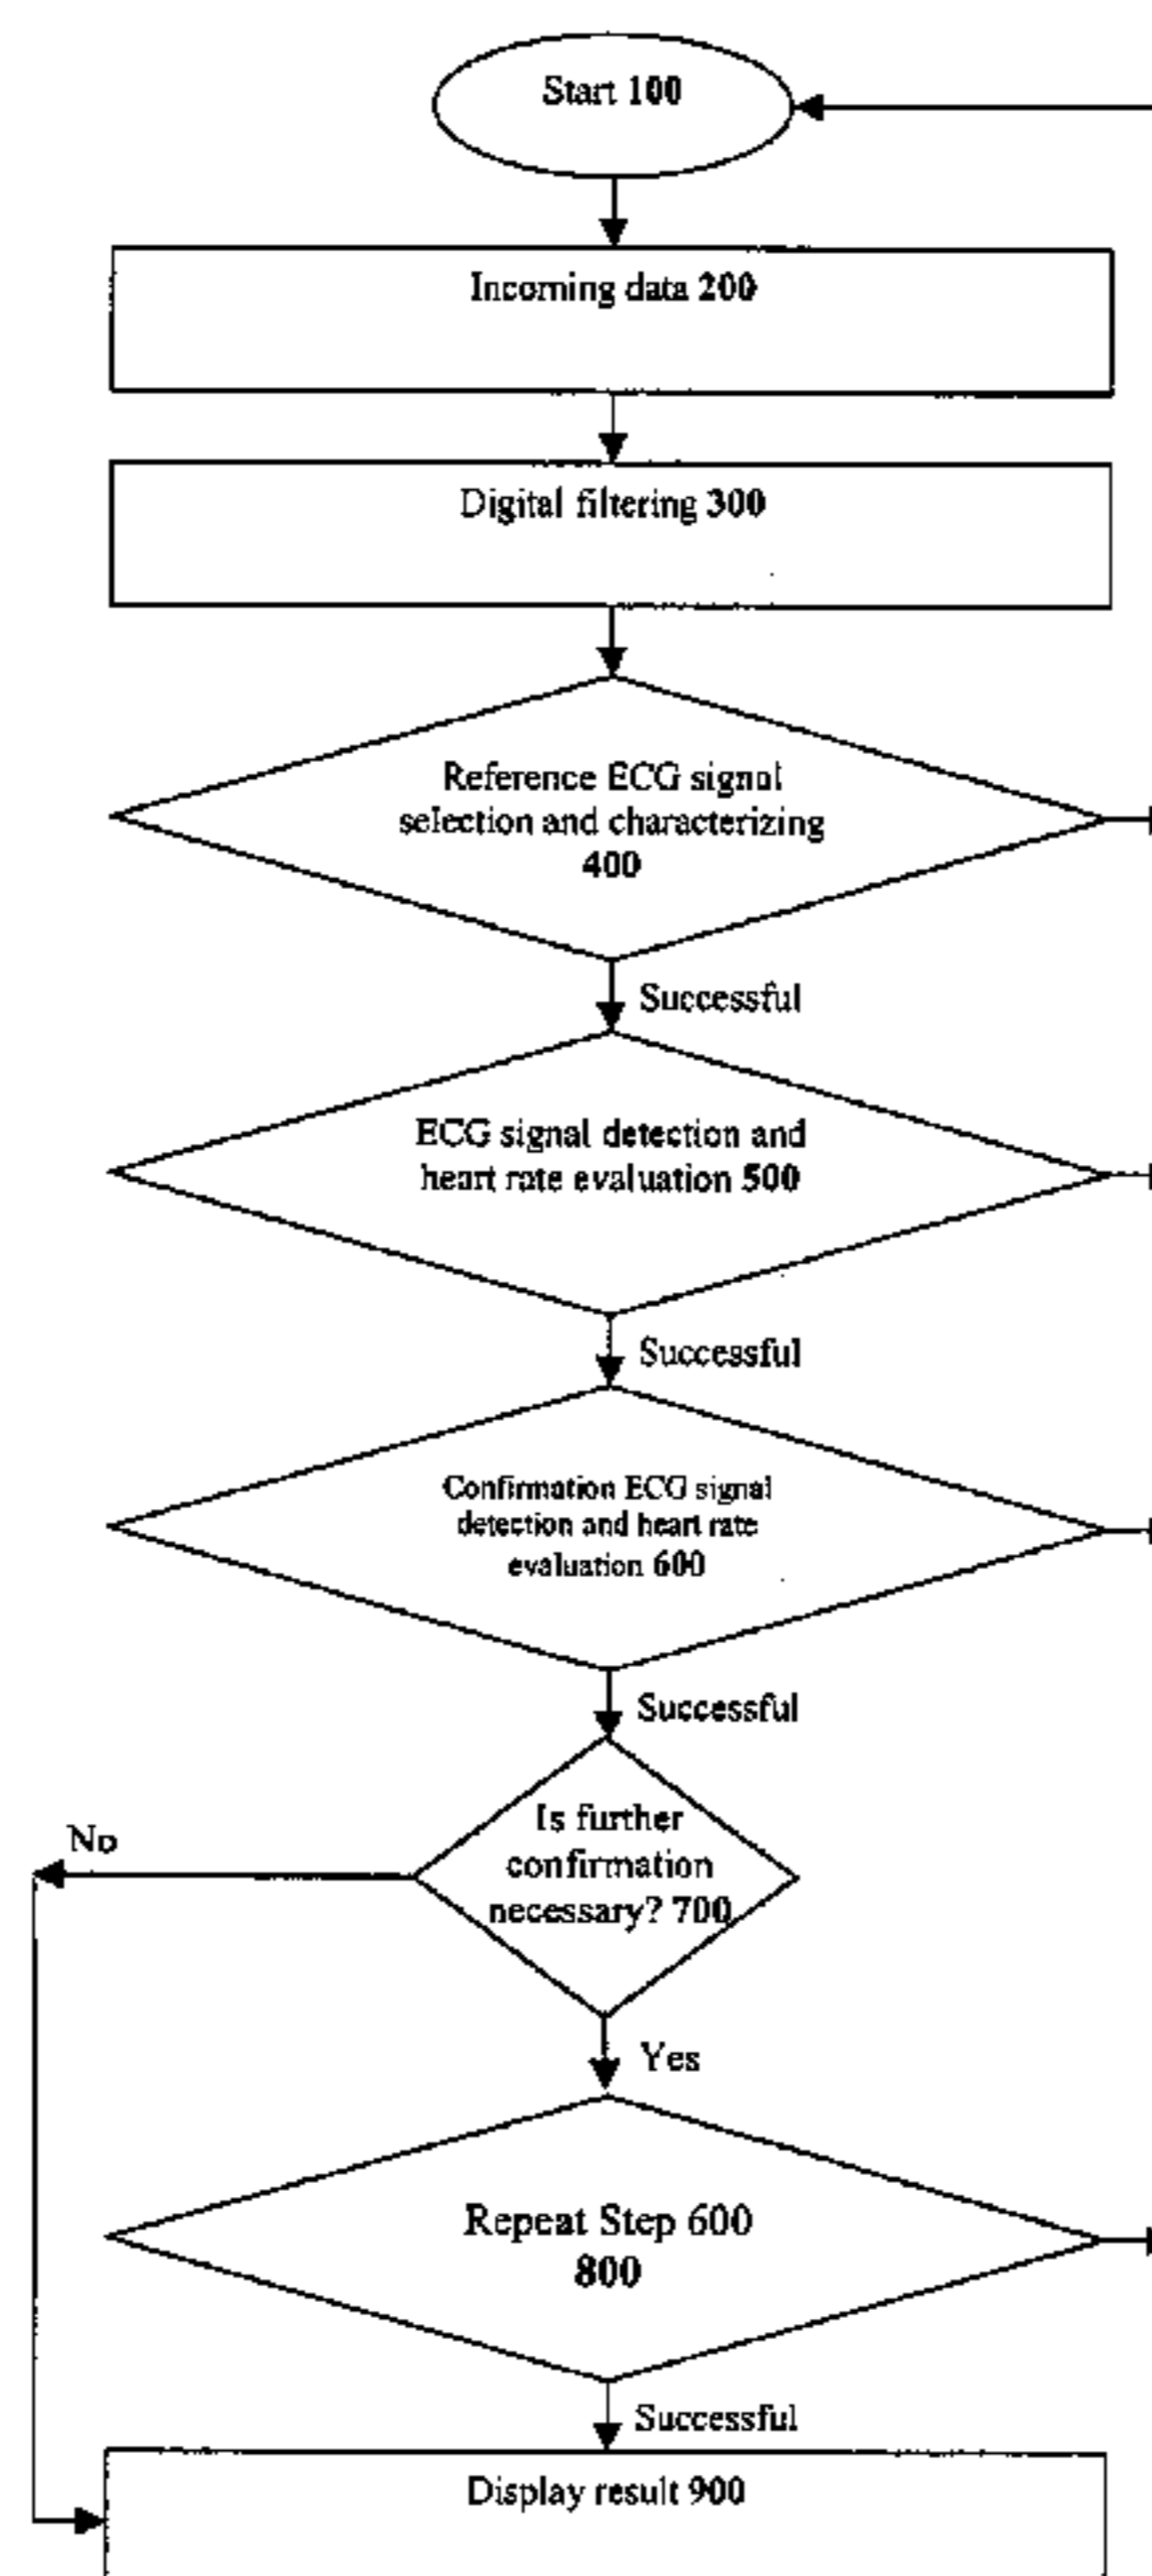 Start 100
Incoming data 200
Digital filtering 300
Reference ECG signal
selection and characterizing
400
Successful
ECG signal detection and
heart rate evaluation 500
Successful
Confirmation ECG signal
detection and heart rate
evaluation 600
Successful
Is further
confirmation
necessary? 700
No
Yes
Repeat Step 600
800
Successful
Display result 900